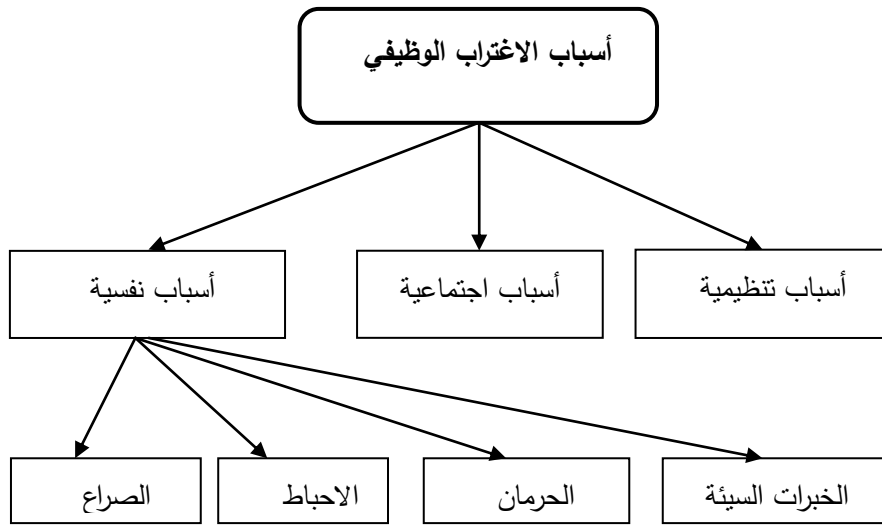 أسباب الاغتراب الوظيفي
أسباب تنظيمية
أسباب اجتماعية
أسباب نفسية
الخبرات السيئة
الحرمان
الاحباط
الصراع